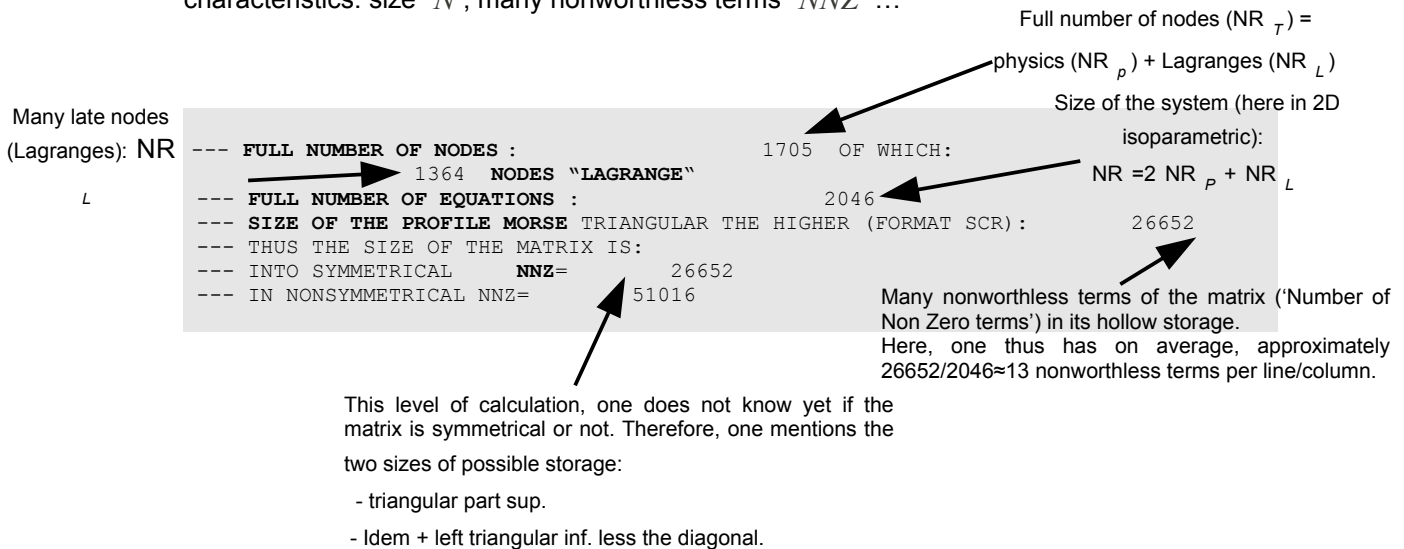 characteristics: size N , many nonworthless terms NNZ …
Full number of nodes (NR T ) =
physics (NR p ) + Lagranges (NR L )
Size of the system (here in 2D
isoparametric):
NR =2 NR P + NR L
Many late nodes
(Lagranges): NR
L
--- FULL NUMBER OF NODES : 1705 OF WHICH:
1364 NODES “LAGRANGE“
--- FULL NUMBER OF EQUATIONS : 2046
--- SIZE OF THE PROFILE MORSE TRIANGULAR THE HIGHER (FORMAT SCR): 26652
--- THUS THE SIZE OF THE MATRIX IS:
--- INTO SYMMETRICAL NNZ= 26652
--- IN NONSYMMETRICAL NNZ= 51016
Many nonworthless terms of the matrix (‘Number of
Non Zero terms’) in its hollow storage.
Here, one thus has on average, approximately
26652/2046≈13 nonworthless terms per line/column.
This level of calculation, one does not know yet if the
matrix is symmetrical or not. Therefore, one mentions the
two sizes of possible storage:
- triangular part sup.
- Idem + left triangular inf. less the diagonal.